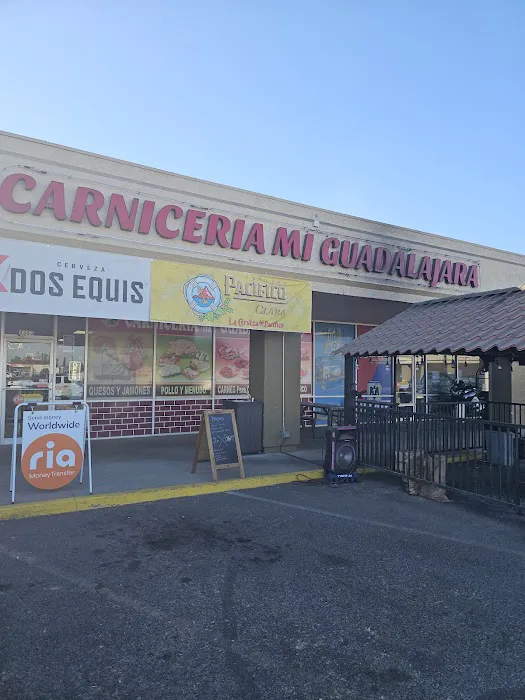 CARNICERIA MI GUADALAJARA
CERVEZA
DOS EQUIS
PACIFICO
CLARA
La Cerveza del Pacífico
QUESOS Y JAMONES
POLLO Y MENUDO
CARNES
Send money
Worldwide
ria
Money Transfer